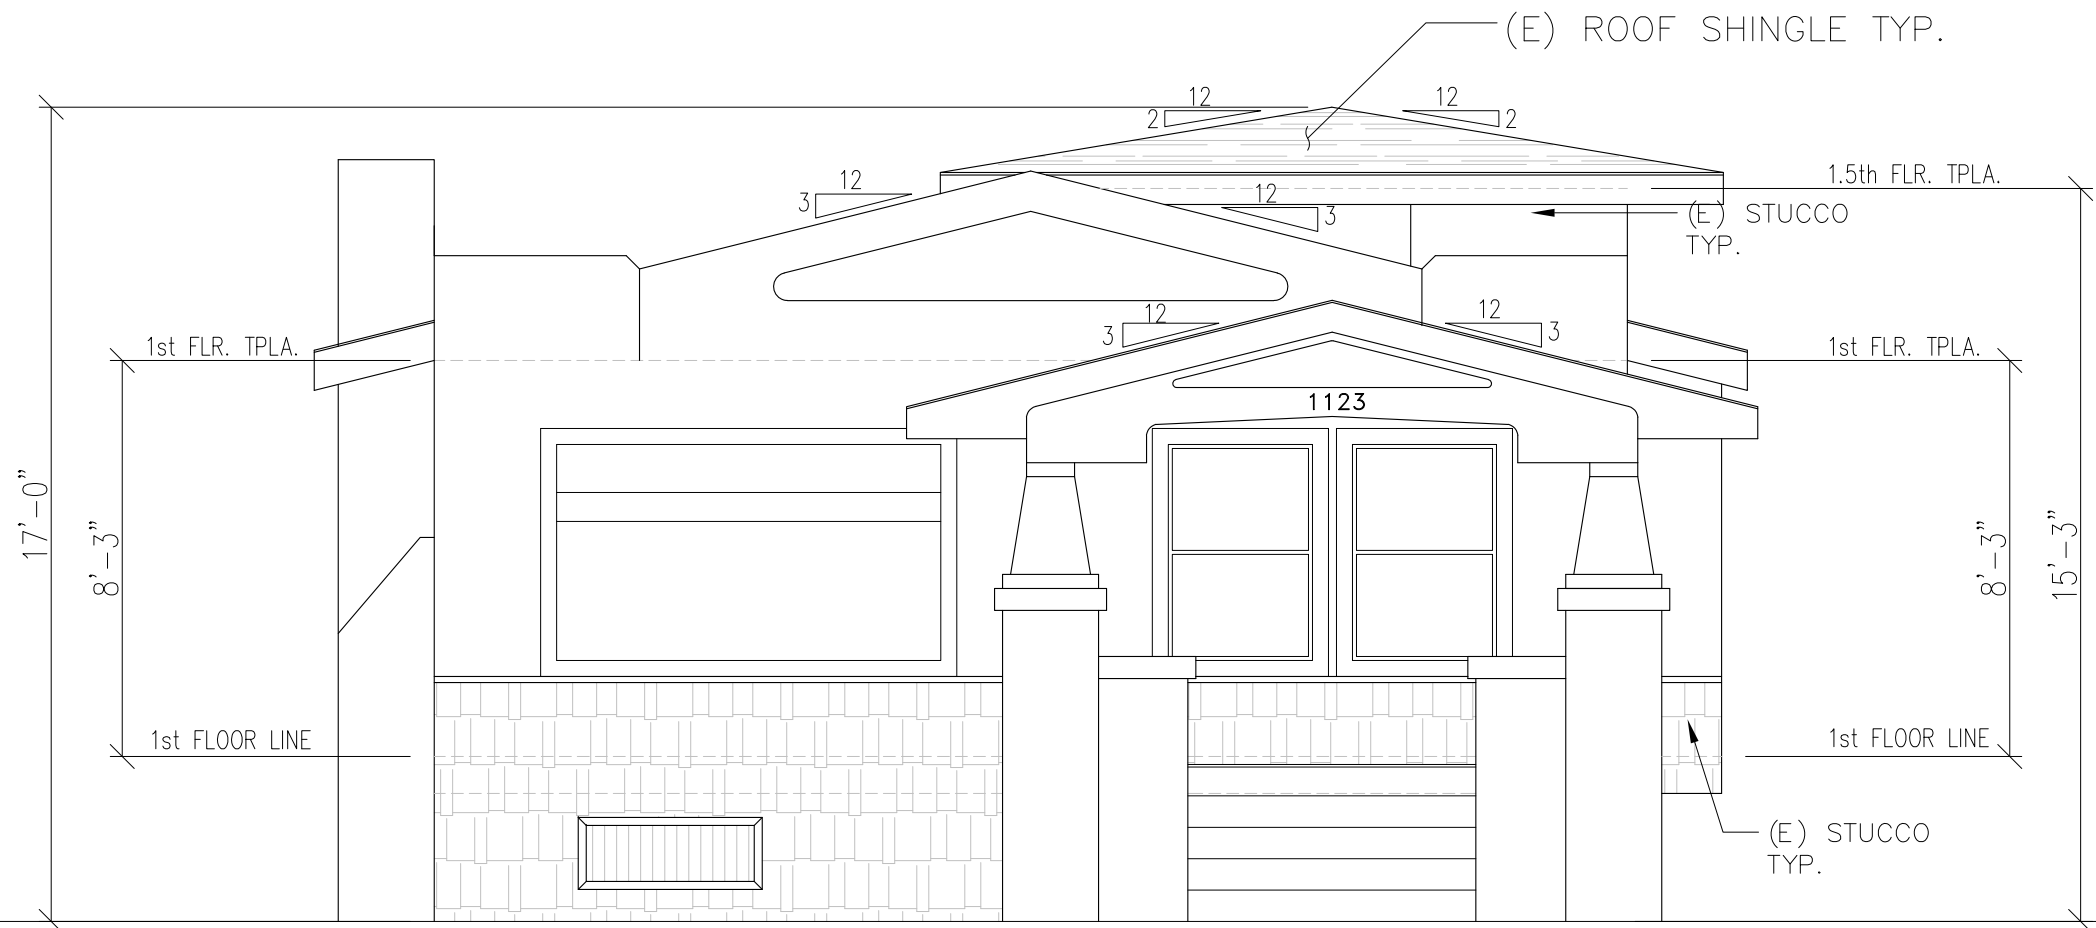 (E) ROOF SHINGLE TYP.
12
2
12
2
12
3
12
3
1.5th FLR. TPLA.
(E) STUCCO
TYP.
12
3
12
3
1st FLR. TPLA.
1st FLR. TPLA.
1123
17'-0"
8'-3"
8'-3"
15'-3"
1st FLOOR LINE
1st FLOOR LINE
(E) STUCCO
TYP.